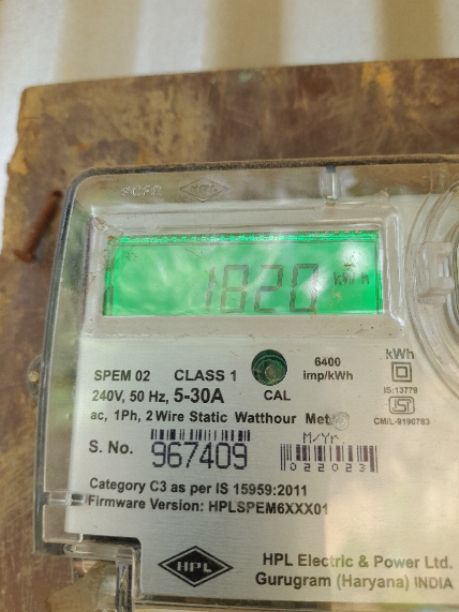 HPL
1820
kWh
SPEM 02 CLASS 1
6400
imp/kWh
kWh
240V, 50 Hz, 5-30A
CAL
IS:13779
ac, 1Ph, 2 Wire Static Watthour
CM/L-9190783
S. No. 967409
M/Yr.
022023
Category C3 as per IS 15959:2011
Firmware Version: HPLSPEM6XXX01
HPL
HPL Electric & Power Ltd.
Gurugram (Haryana) INDIA